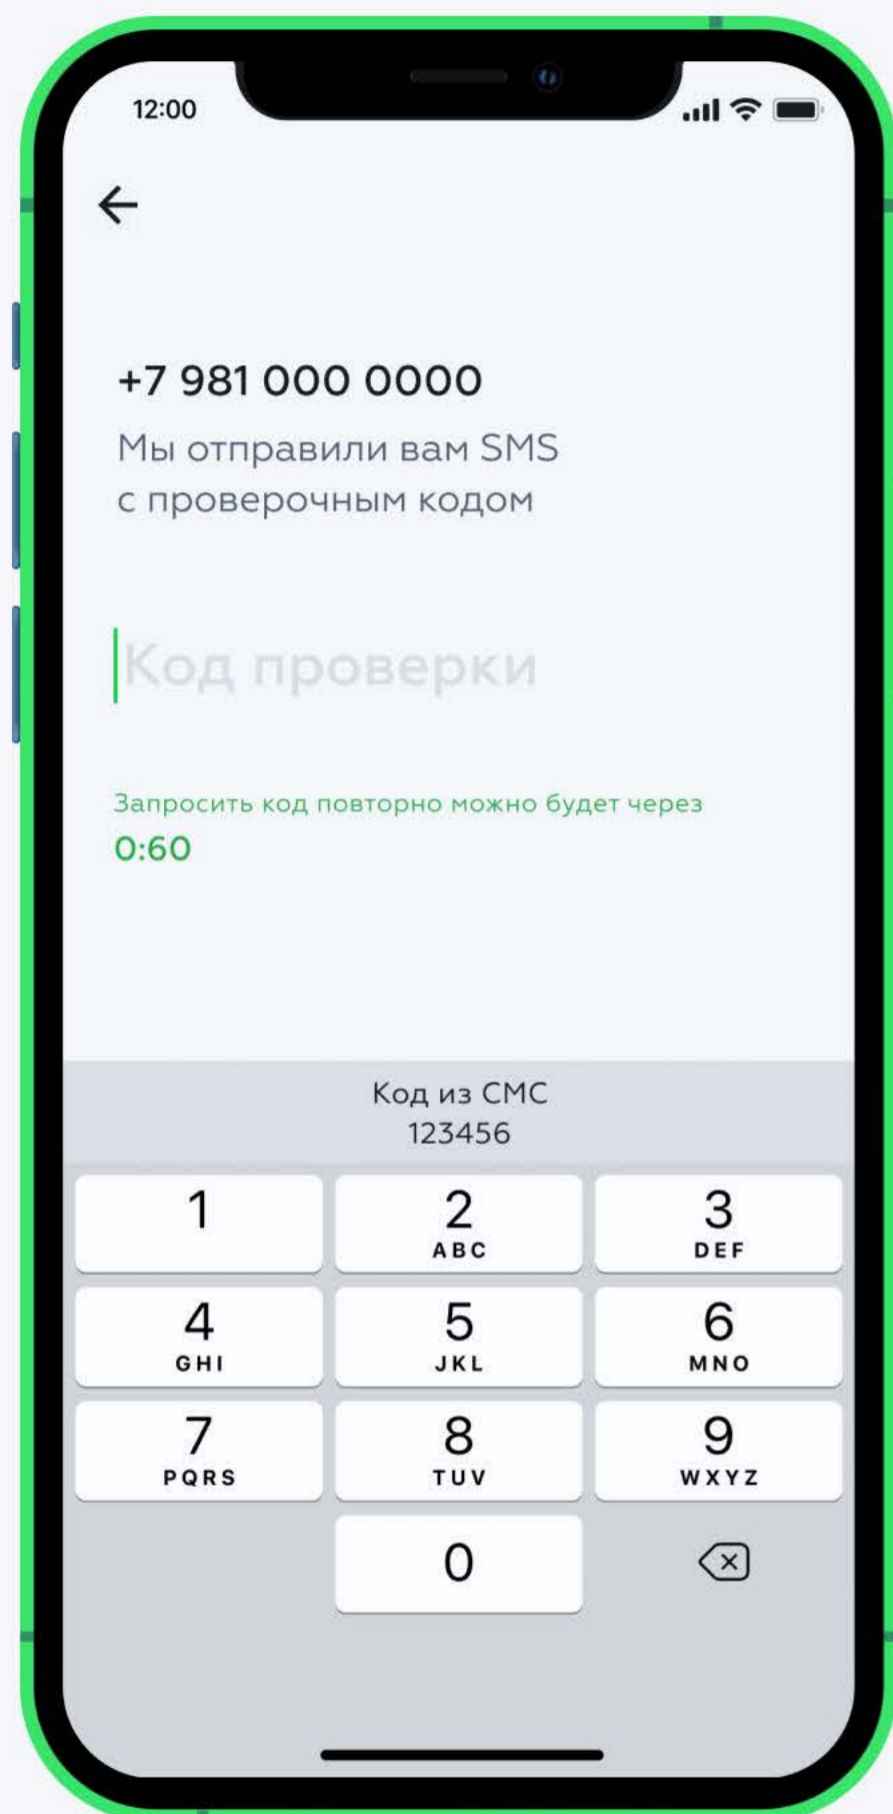 12:00
+7 981 000 0000
Мы отправили вам SMS
с проверочным кодом
Код проверки
Запросить код повторно можно будет через
0:60
Код из СМС
123456
1 2 3
ABC DEF
4 5 6
GHI JKL MNO
7 8 9
PQRS TUV WXYZ
0